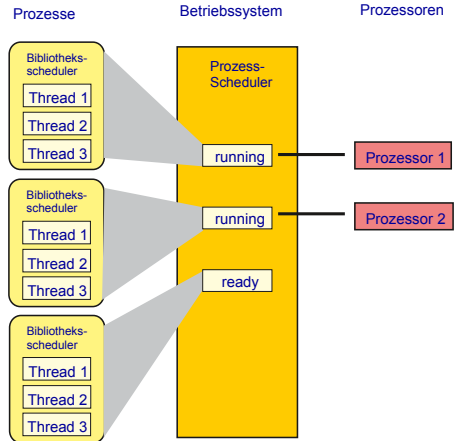 Prozesse
Betriebssystem
Prozessoren
Bibliotheks-
scheduler
Thread 1
Thread 2
Thread 3
Bibliotheks-
scheduler
Thread 1
Thread 2
Thread 3
Bibliotheks-
scheduler
Thread 1
Thread 2
Thread 3
Prozess-
Scheduler
running
running
ready
Prozessor 1
Prozessor 2